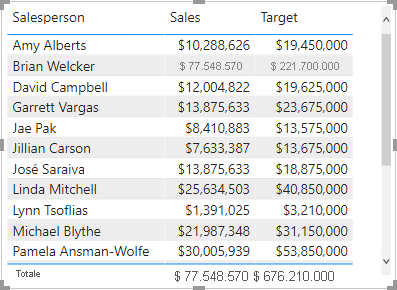 Salesperson Sales Target
Amy Alberts $10,288,626 $19,450,000
Brian Welcker $ 77.548.570 $ 221.700.000
David Campbell $12,004,822 $19,625,000
Garrett Vargas $13,875,633 $23,675,000
Jae Pak $8,410,883 $13,575,000
Jillian Carson $7,633,387 $13,675,000
José Saraiva $13,875,633 $18,875,000
Linda Mitchell $25,634,503 $40,850,000
Lynn Tsoflias $1,391,025 $3,210,000
Michael Blythe $21,987,348 $31,150,000
Pamela Ansman-Wolfe $30,005,939 $53,850,000
Totale $ 77.548.570 $ 676.210.000